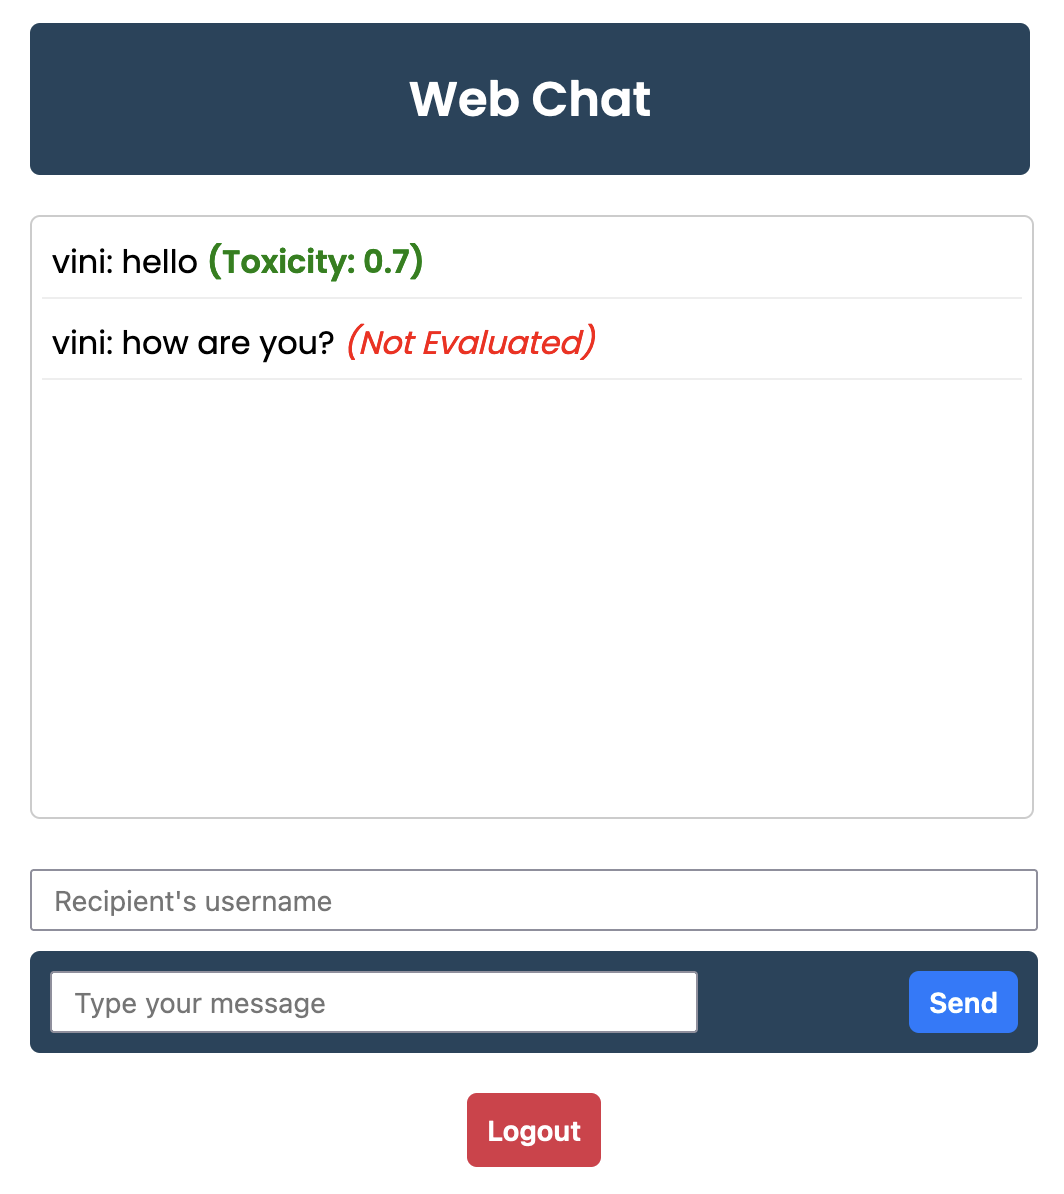 Web Chat
vini: hello (Toxicity: 0.7)
vini: how are you? (Not Evaluated)
Recipient's username
Type your message
Send
Logout